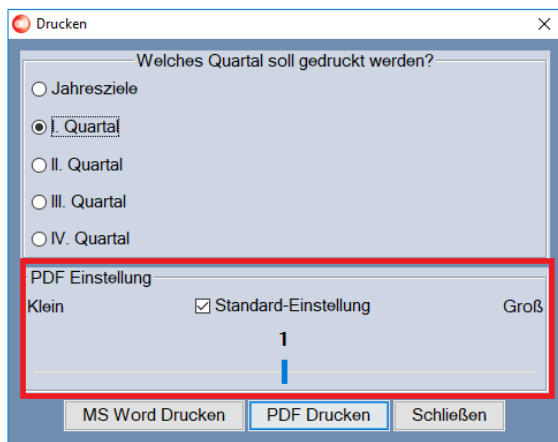 Drucken
Welches Quartal soll gedruckt werden?
Jahresziele
I. Quartal
II. Quartal
III. Quartal
IV. Quartal
PDF Einstellung
Klein Standard-Einstellung Groß
1
MS Word Drucken PDF Drucken Schließen